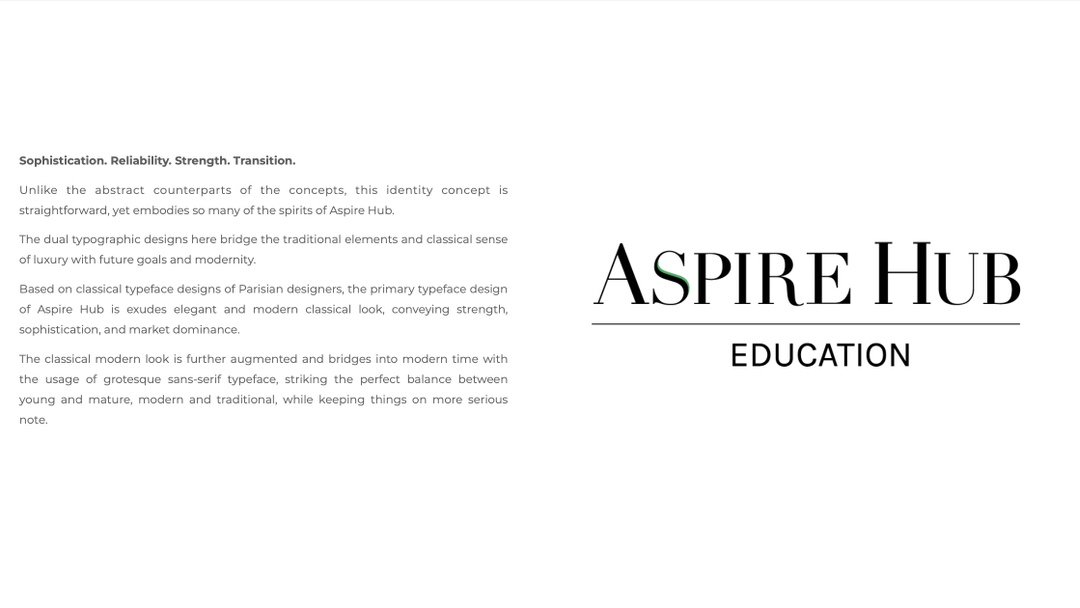 Sophistication. Reliability. Strength. Transition.
Unlike the abstract counterparts of the concepts, this identity concept is
straightforward, yet embodies so many of the spirits of Aspire Hub.
The dual typographic designs here bridge the traditional elements and classical sense
of luxury with future goals and modernity.
Based on classical typeface designs of Parisian designers, the primary typeface design
of Aspire Hub is exudes elegant and modern classical look, conveying strength,
sophistication, and market dominance.
The classical modern look is further augmented and bridges into modern time with
the usage of grotesque sans-serif typeface, striking the perfect balance between
young and mature, modern and traditional, while keeping things on more serious
note.
ASPIRE HUB
EDUCATION